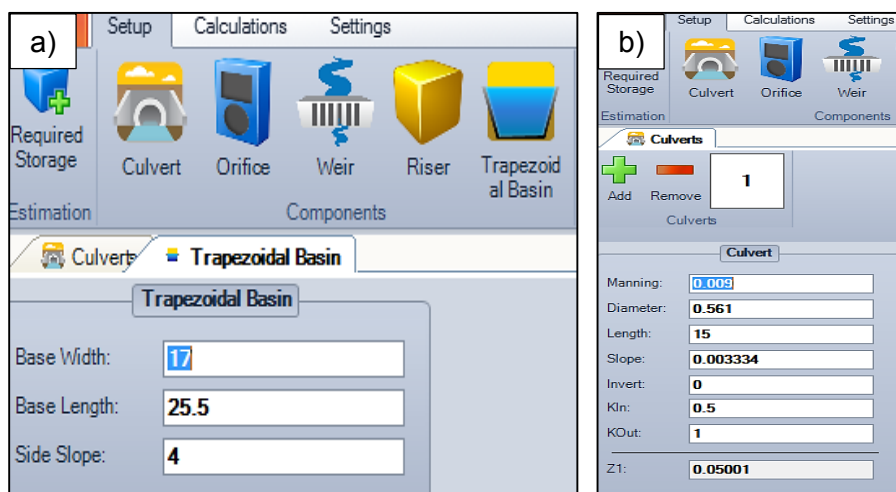 a)
Setup Calculations Settings
Required
Storage
Culvert Orifice Weir Riser Trapezoid
al Basin
Estimation Components
Culverts Trapezoidal Basin
Trapezoidal Basin
Base Width: 17
Base Length: 25.5
Side Slope: 4
b)
Setup Calculations Settings
Required
Storage
Culvert Orifice Weir
Estimation Components
Culverts
Add Remove 1
Culverts
Culvert
Manning: 0.009
Diameter: 0.561
Length: 15
Slope: 0.003334
Invert: 0
KIn: 0.5
KOut: 1
Z1: 0.05001